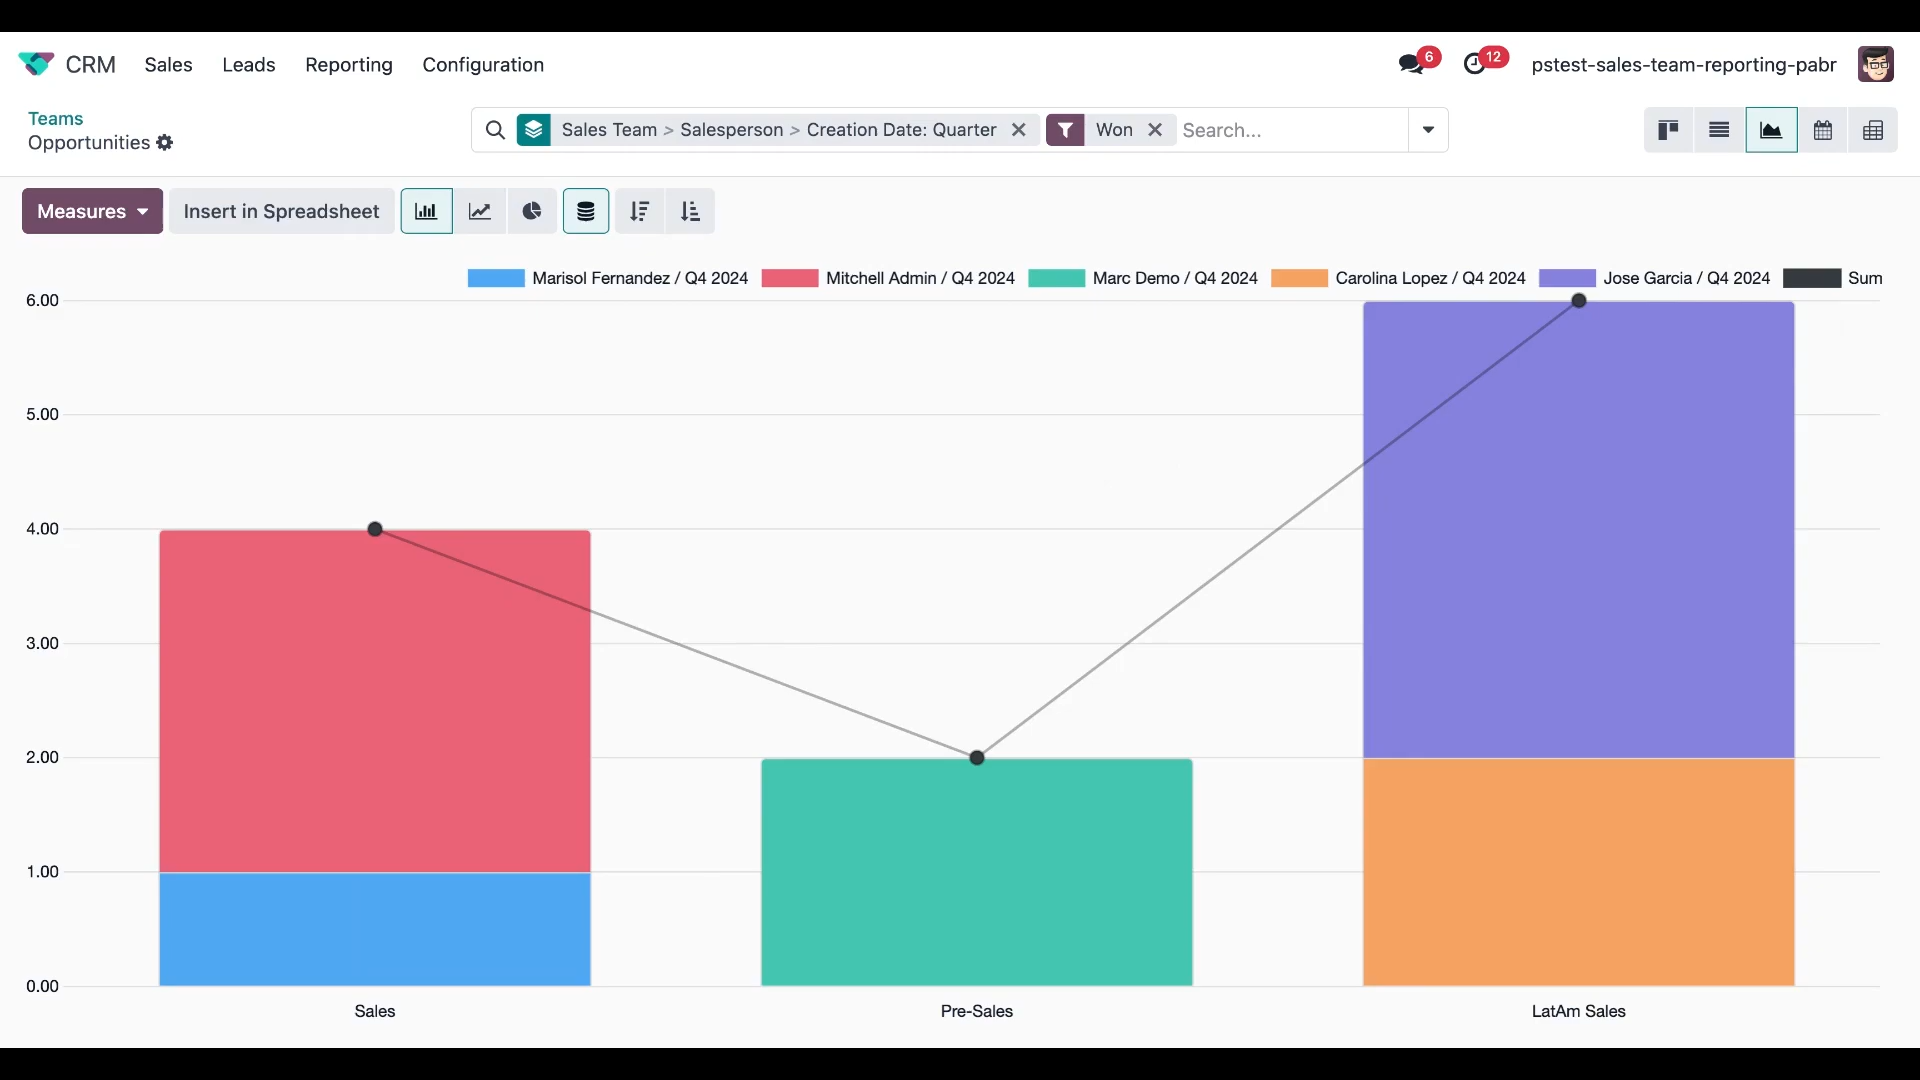 CRM Sales Leads Reporting Configuration 6 12 pstest-sales-team-reporting-pabr
Teams
Opportunities
Sales Team > Salesperson > Creation Date: Quarter Won Search...
Measures Insert in Spreadsheet
Marisol Fernandez / Q4 2024 Mitchell Admin / Q4 2024 Marc Demo / Q4 2024 Carolina Lopez / Q4 2024 Jose Garcia / Q4 2024 Sum
6.00
5.00
4.00
3.00
2.00
1.00
0.00
Sales Pre-Sales LatAm Sales